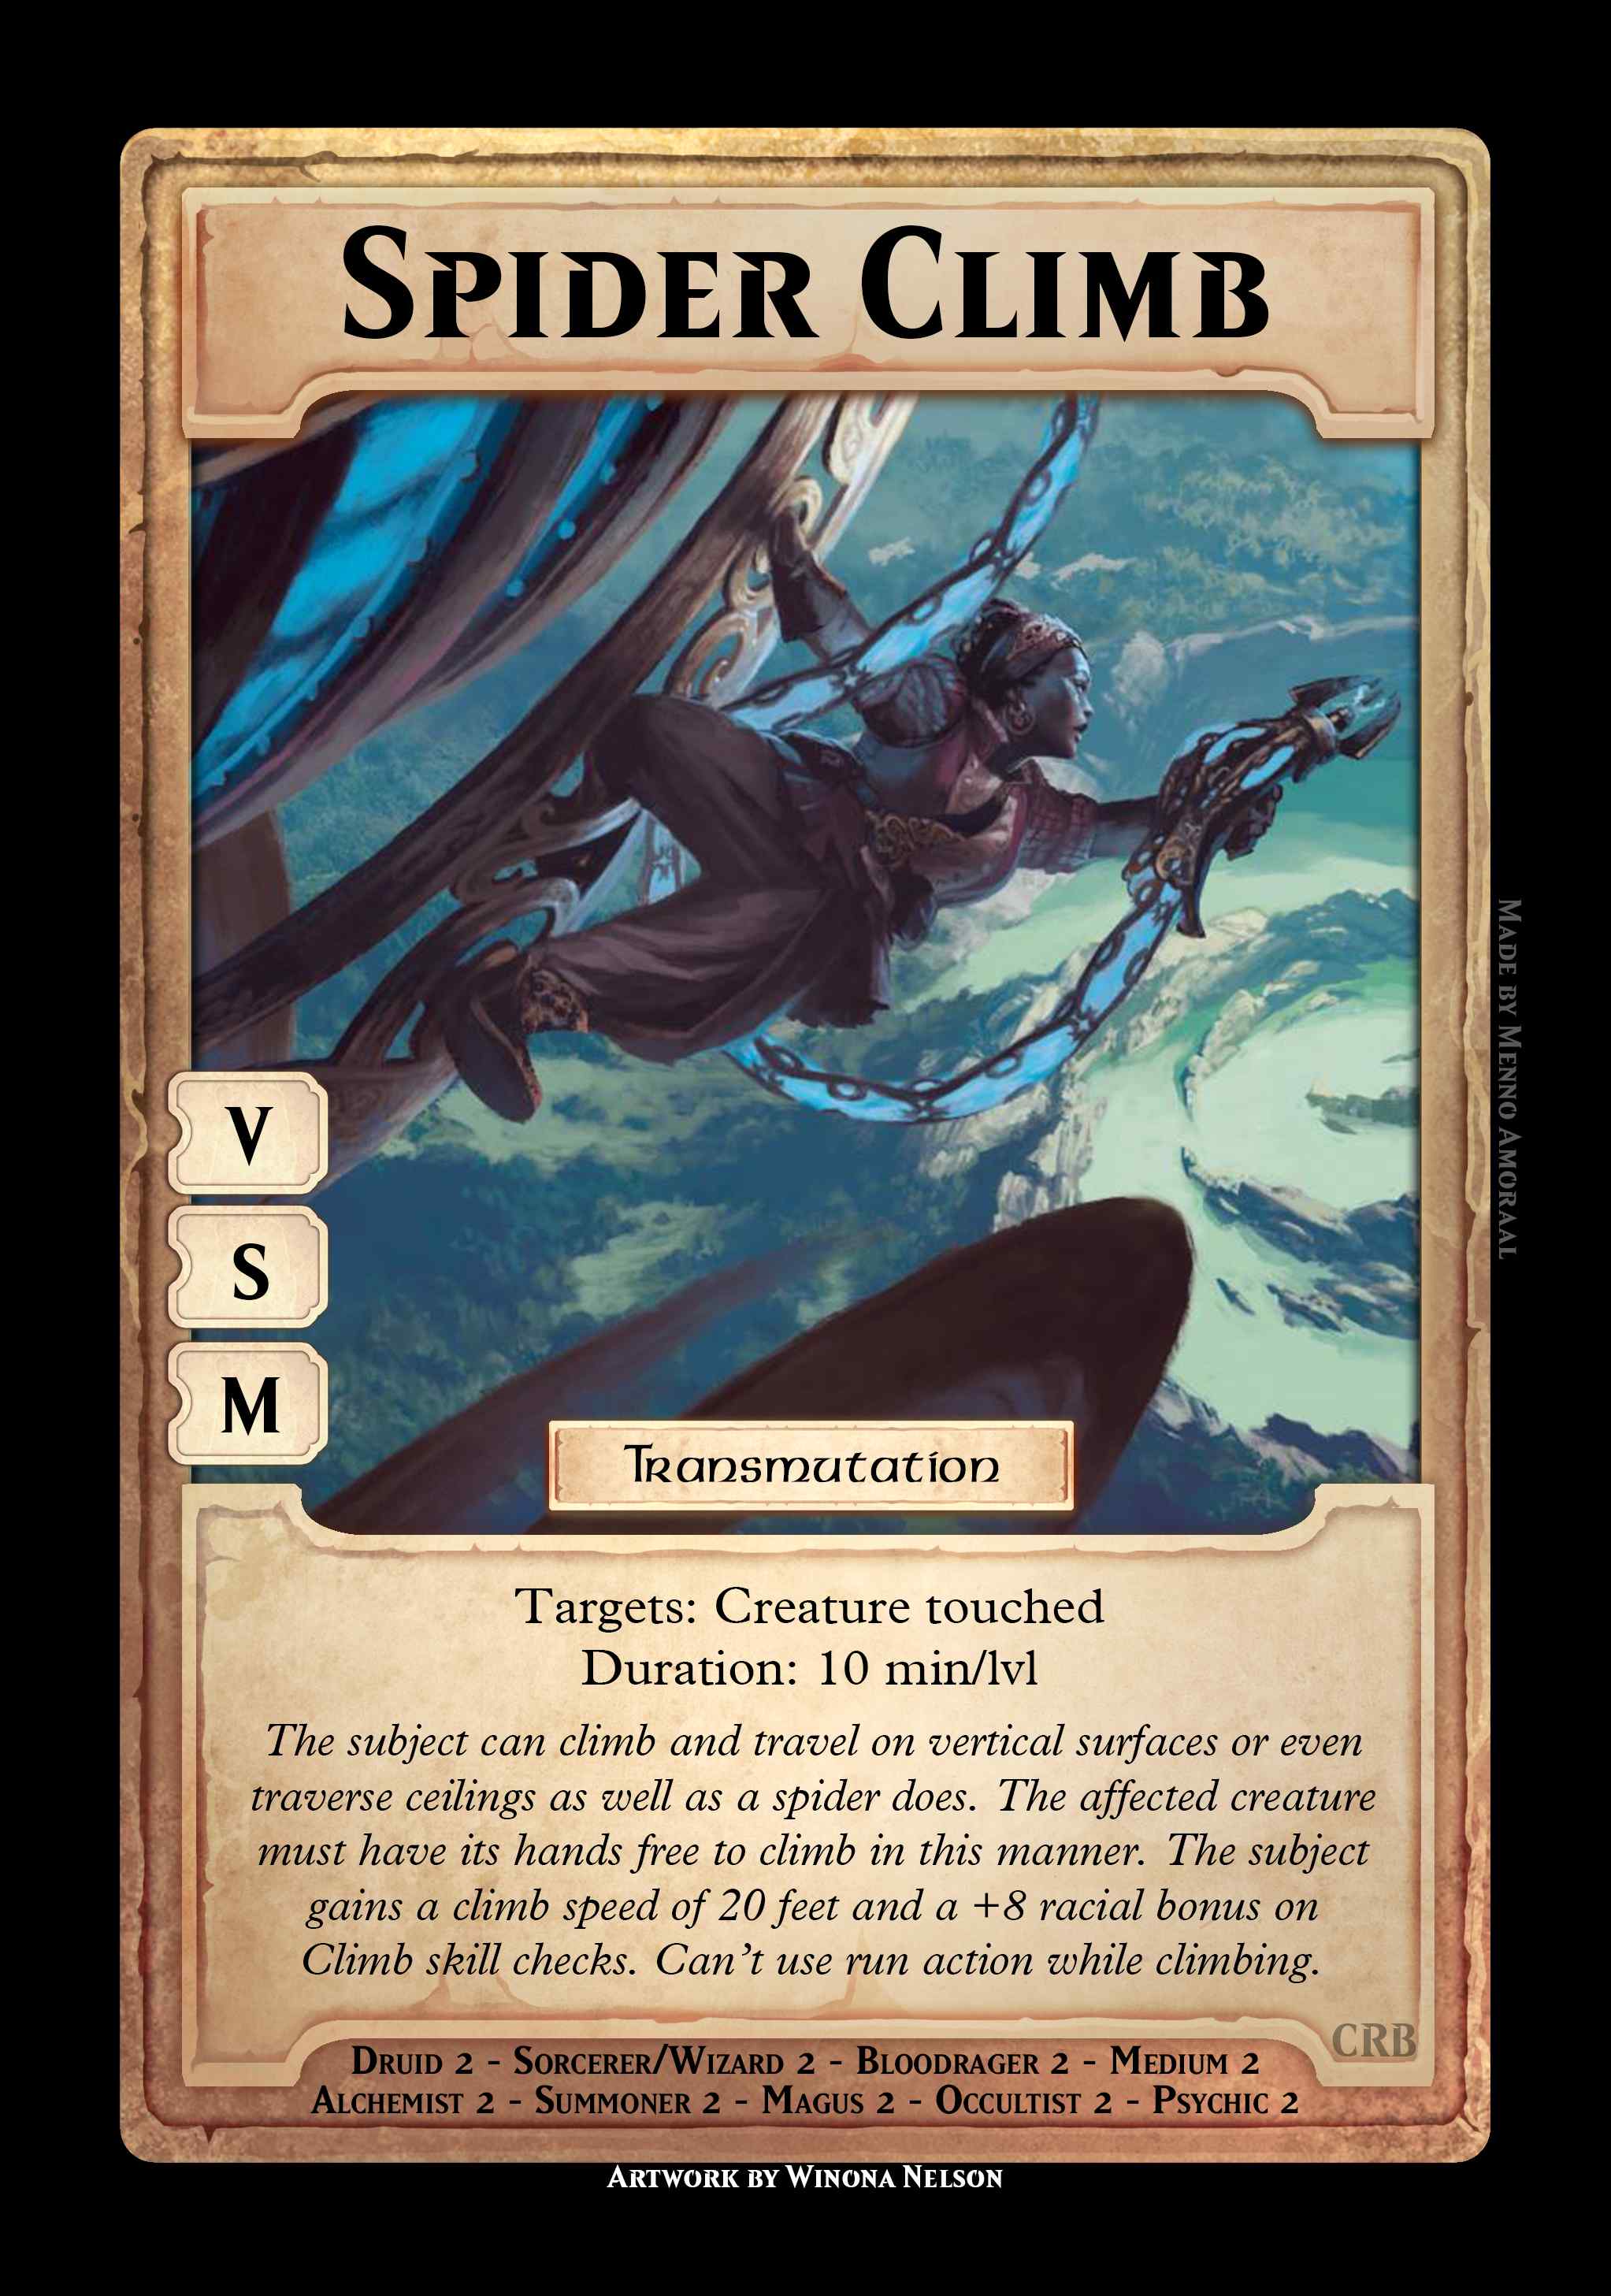 Spider Climb
V
S
M
Transmutation
Targets: Creature touched
Duration: 10 min/lvl
The subject can climb and travel on vertical surfaces or even
traverse ceilings as well as a spider does. The affected creature
must have its hands free to climb in this manner. The subject
gains a climb speed of 20 feet and a +8 racial bonus on
Climb skill checks. Can't use run action while climbing.
CRB
Druid 2 - Sorcerer/Wizard 2 - Bloodrager 2 - Medium 2
Alchemist 2 - Summoner 2 - Magus 2 - Occultist 2 - Psychic 2
Artwork by Winona Nelson
Made by Menno Amoraal